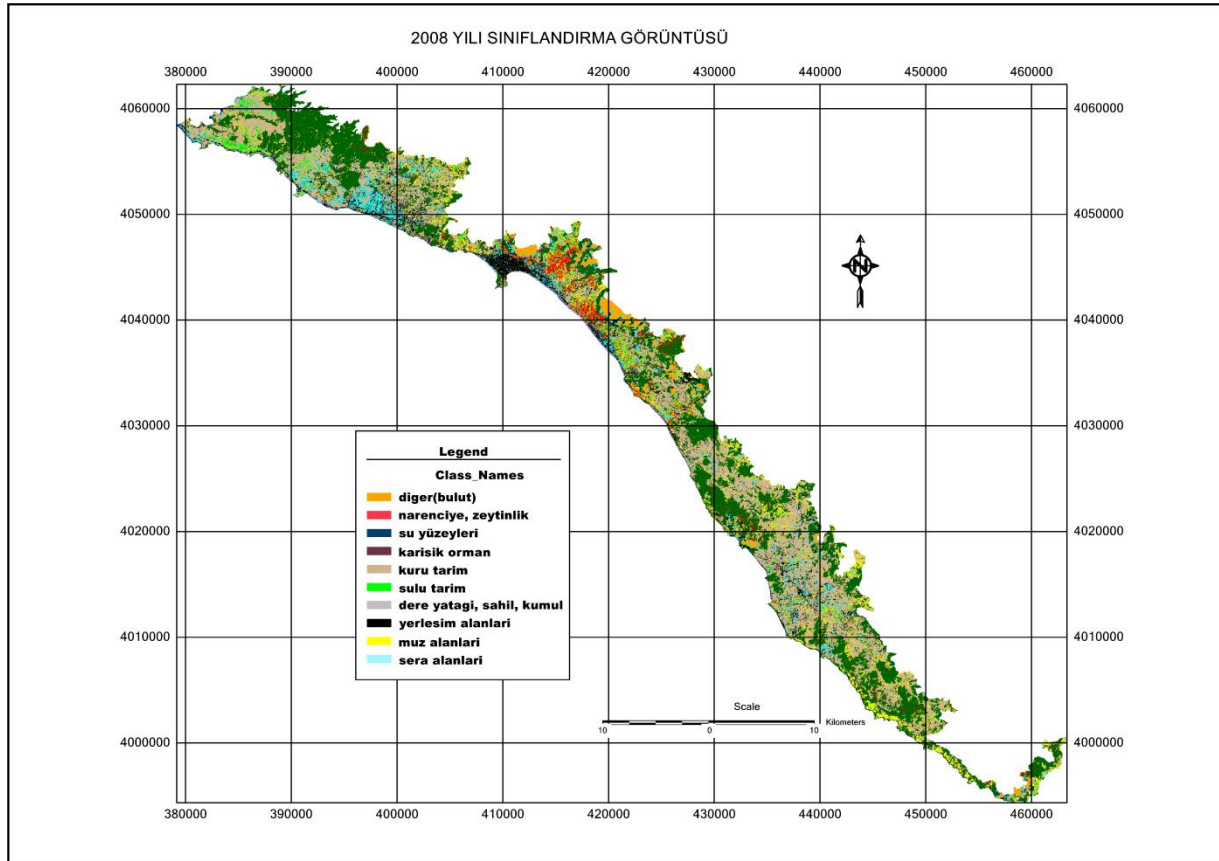 2008 YILI SINIFLANDIRMA GÖRÜNTÜSÜ
380000 390000 400000 410000 420000 430000 440000 450000 460000
4060000 4060000
4050000 4050000
N
4040000 4040000
4030000 4030000
Legend
Class_Names
diger(bulut)
narenciye, zeytinlik
su yüzeyleri
karisik orman
kuru tarim
sulu tarim
dere yatagi, sahil, kumul
yerlesim alanlari
muz alanlari
sera alanlari
4020000 4020000
4010000 4010000
Scale
Kilometers
10 0 10
4000000 4000000
380000 390000 400000 410000 420000 430000 440000 450000 460000